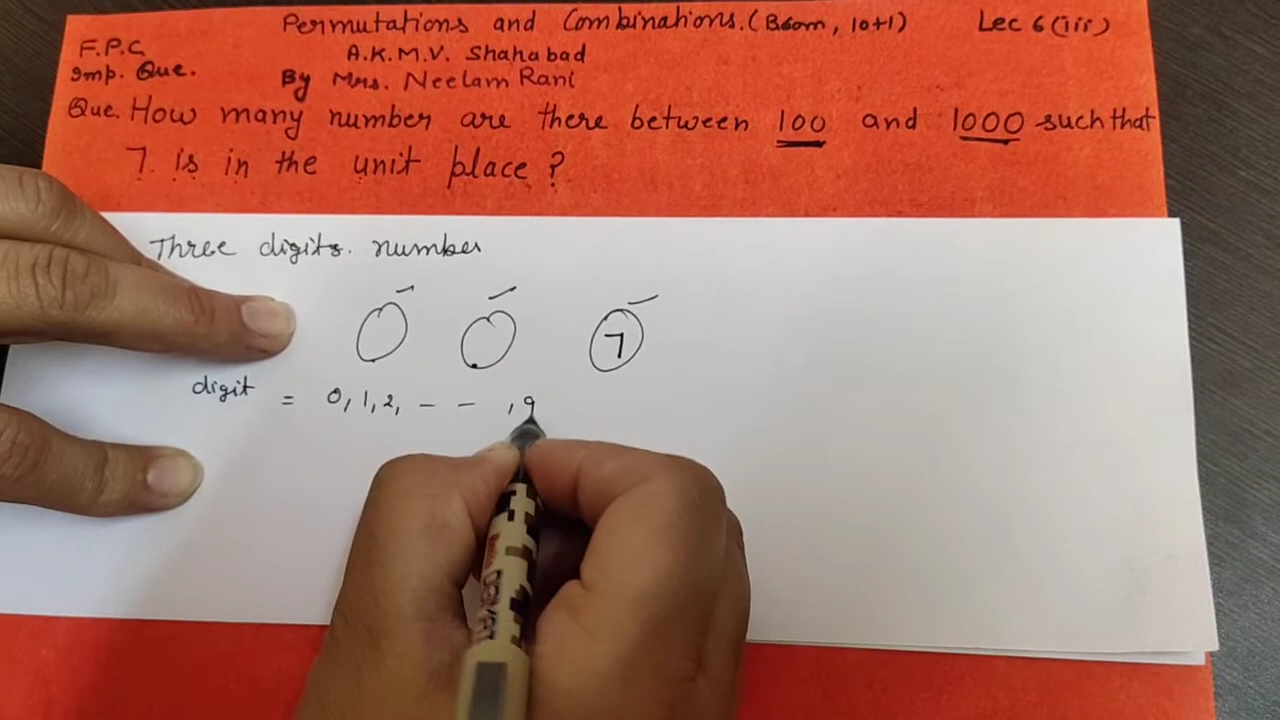 Permutations and Combinations. (Bcom, 10+1) Lec 6 (iii)
F.P.C A.K.M.V. Shahabad
Imp. Que. By Mrs. Neelam Rani
Que. How many number are there between 100 and 1000 such that
7 is in the unit place ?
Three digits. number
7
digit = 0, 1, 2, - - , 9